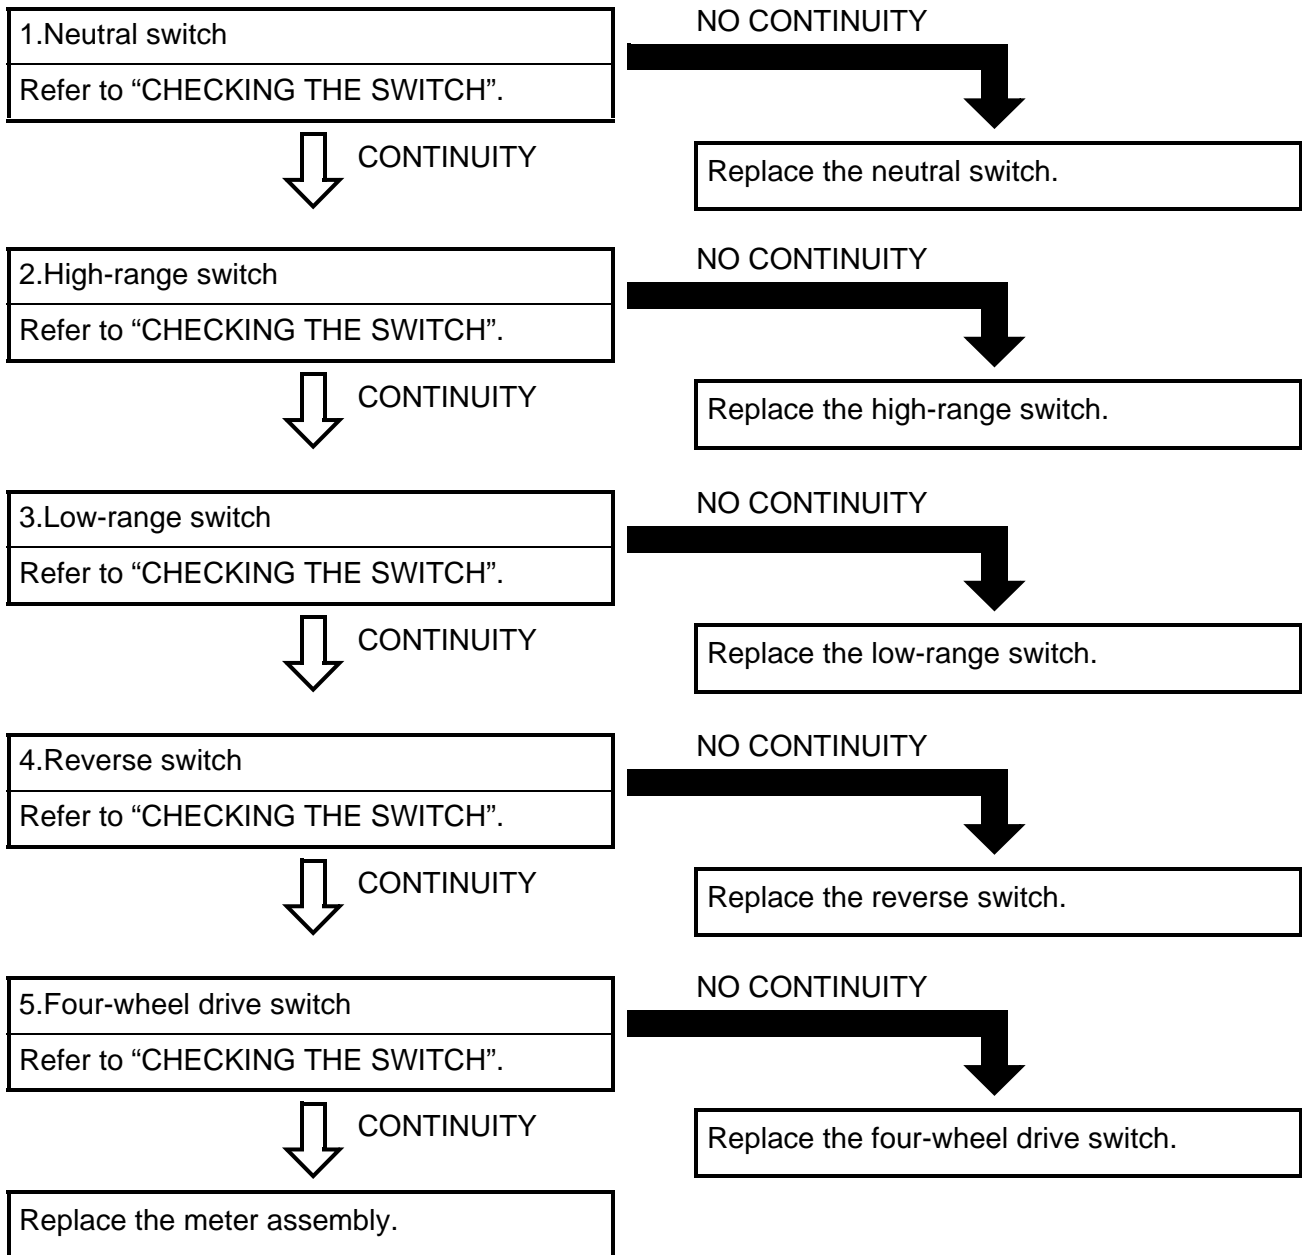 1.Neutral switch
Refer to “CHECKING THE SWITCH”.
NO CONTINUITY
CONTINUITY
Replace the neutral switch.
2.High-range switch
Refer to “CHECKING THE SWITCH”.
NO CONTINUITY
CONTINUITY
Replace the high-range switch.
3.Low-range switch
Refer to “CHECKING THE SWITCH”.
NO CONTINUITY
CONTINUITY
Replace the low-range switch.
4.Reverse switch
Refer to “CHECKING THE SWITCH”.
NO CONTINUITY
CONTINUITY
Replace the reverse switch.
5.Four-wheel drive switch
Refer to “CHECKING THE SWITCH”.
NO CONTINUITY
CONTINUITY
Replace the four-wheel drive switch.
Replace the meter assembly.